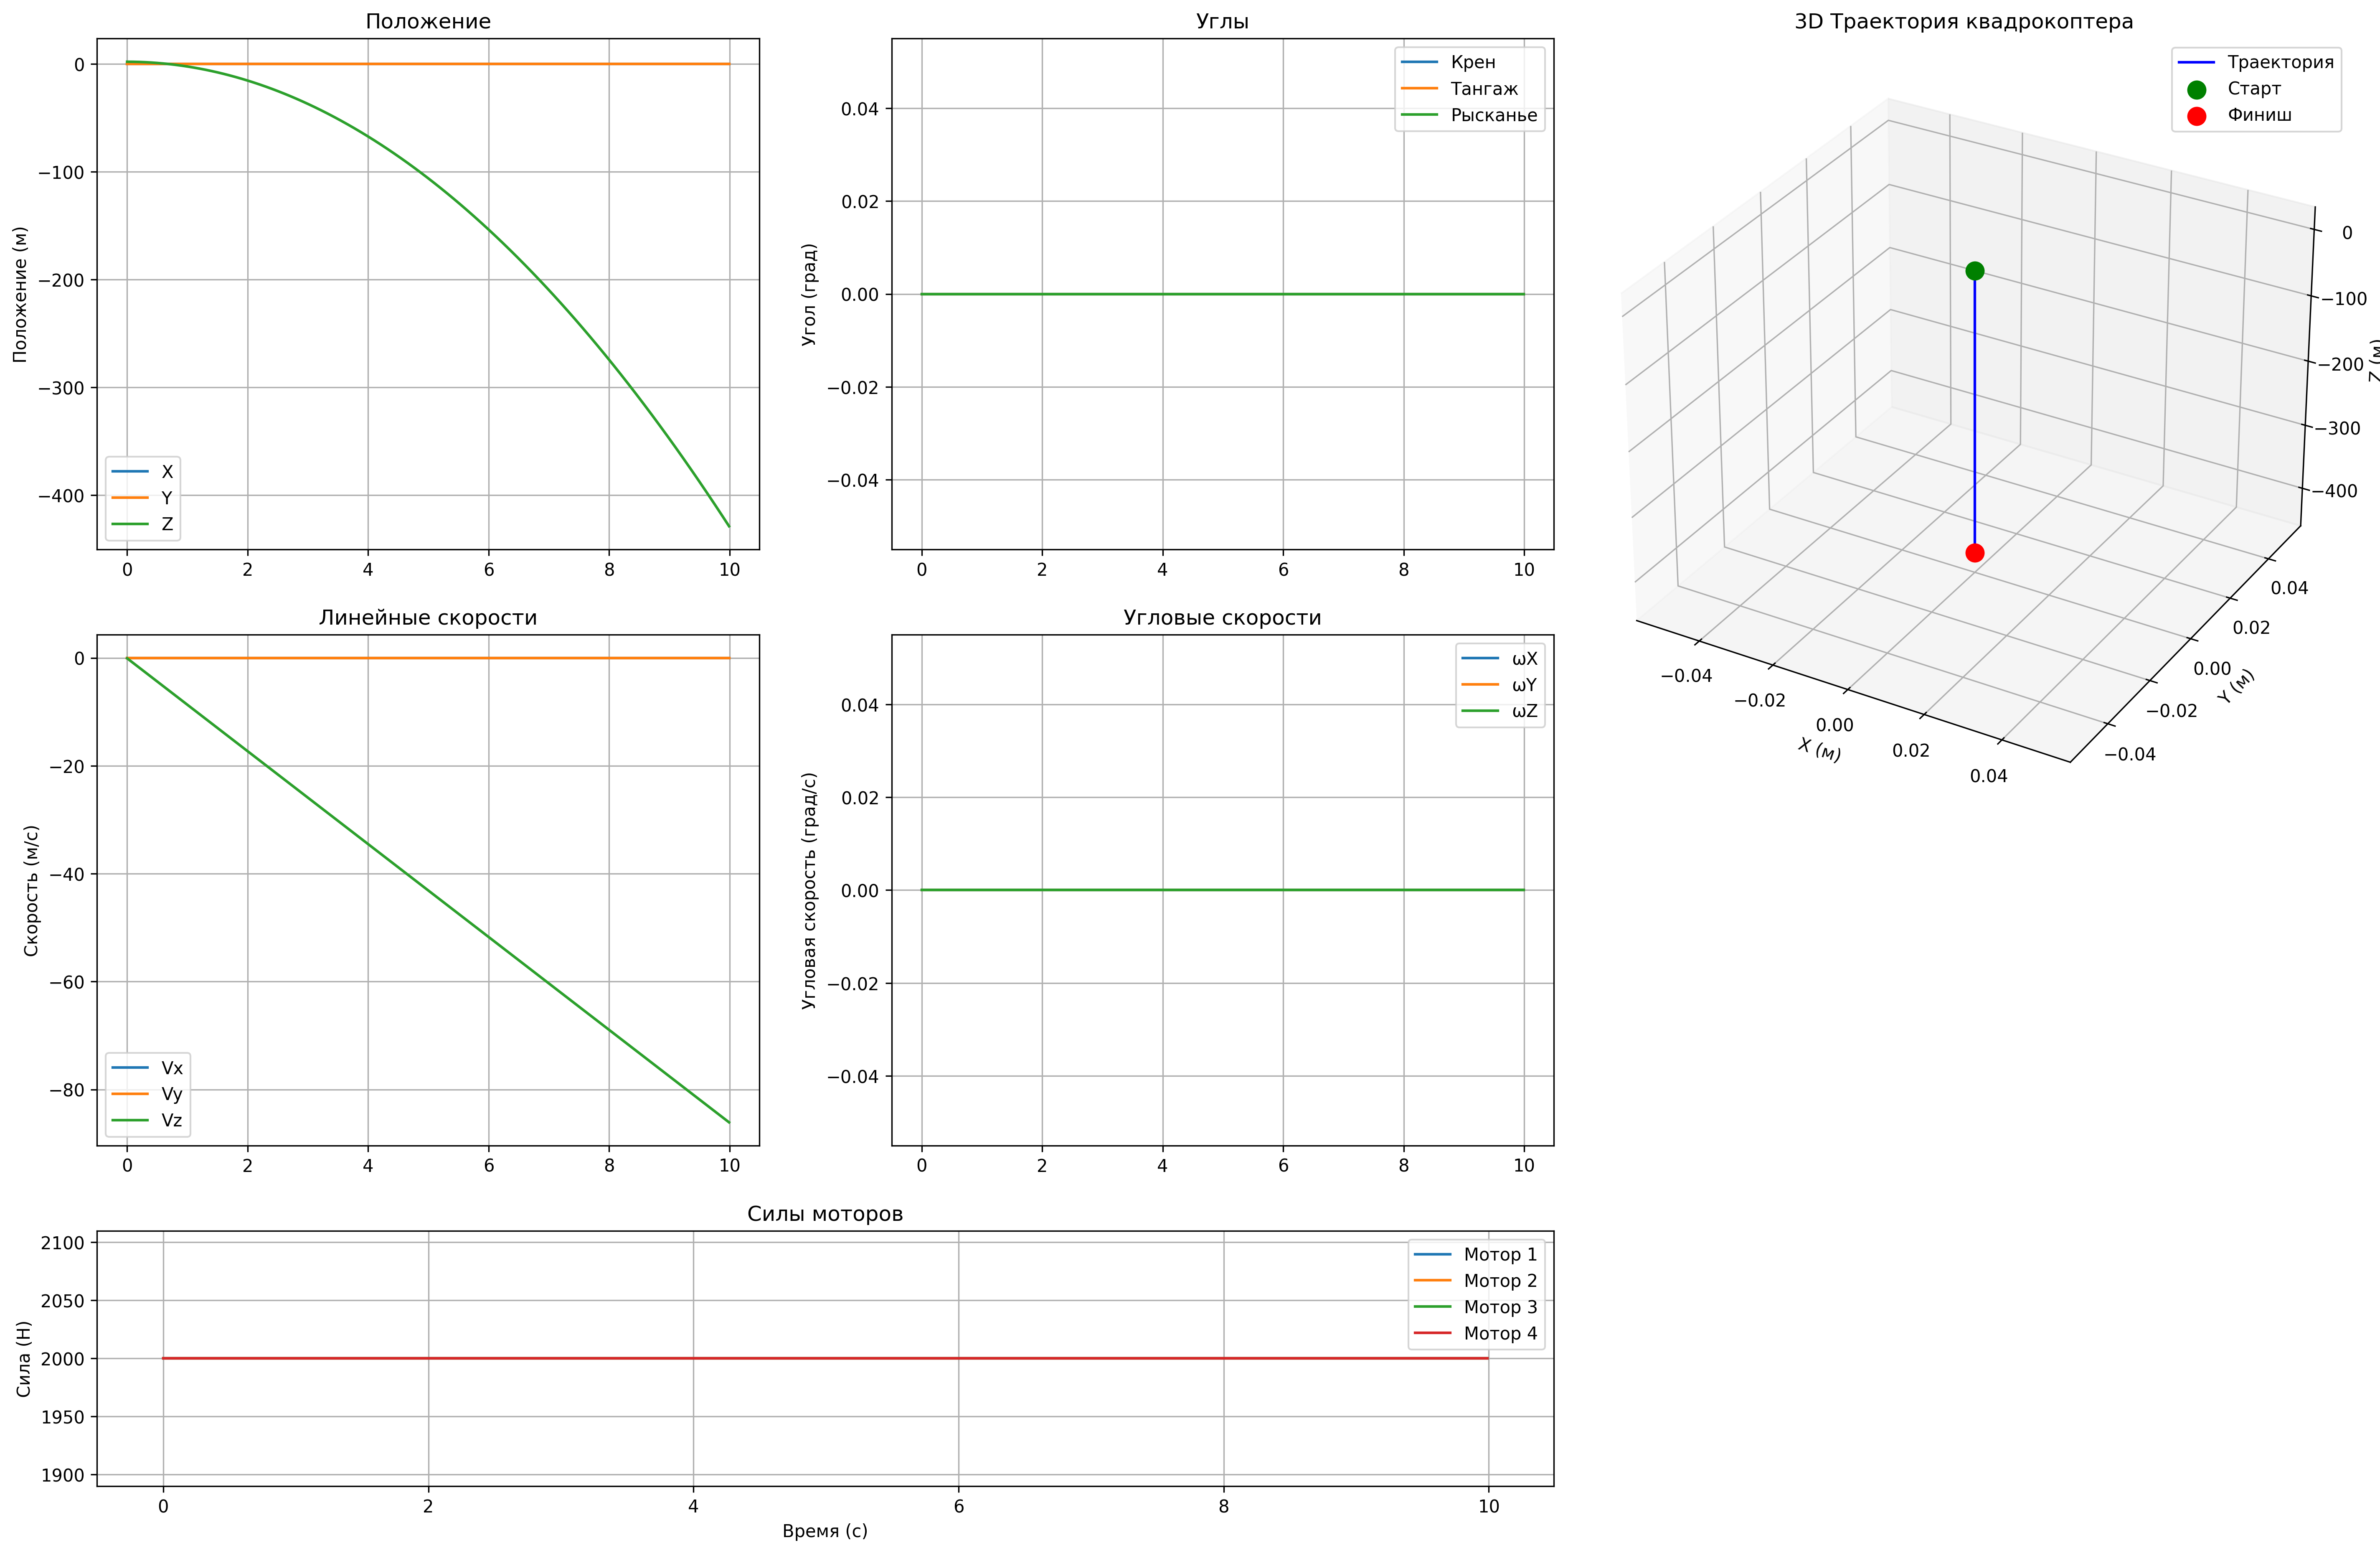 Положение
Положение (м)
0
−100
−200
−300
−400
X
Y
Z
0 2 4 6 8 10
Углы
Угол (град)
0.04
0.02
0.00
−0.02
−0.04
Крен
Тангаж
Рысканье
0 2 4 6 8 10
3D Траектория квадрокоптера
Траектория
Старт
Финиш
0
−100
−200
−300
−400
Z (м)
−0.04
−0.02
0.00
0.02
0.04
X (м)
0.04
0.02
0.00
−0.02
−0.04
Y (м)
Линейные скорости
Скорость (м/с)
0
−20
−40
−60
−80
Vx
Vy
Vz
0 2 4 6 8 10
Угловые скорости
Угловая скорость (град/с)
0.04
0.02
0.00
−0.02
−0.04
ωX
ωY
ωZ
0 2 4 6 8 10
Силы моторов
Сила (Н)
2100
2050
2000
1950
1900
Мотор 1
Мотор 2
Мотор 3
Мотор 4
0 2 4 6 8 10
Время (с)